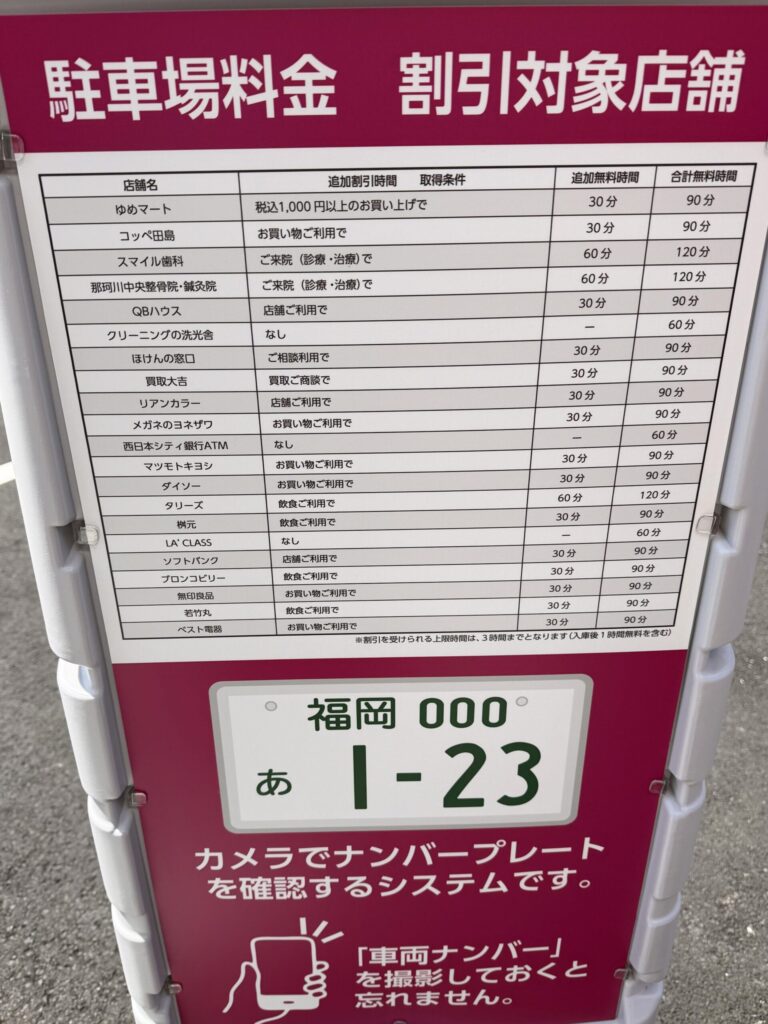 駐車場料金 割引対象店舗
店舗名 追加割引時間 取得条件 追加無料時間 合計無料時間
ゆめマート 税込1,000円以上のお買い上げで 30分 90分
コッペ田島 お買い物ご利用で 30分 90分
スマイル歯科 ご来院（診療・治療）で 60分 120分
那珂川中央整骨院・鍼灸院 ご来院（診療・治療）で 60分 120分
QBハウス 店舗ご利用で 30分 90分
クリーニングの洗光舎 なし ー 60分
ほけんの窓口 ご相談利用で 30分 90分
買取大吉 買取ご商談で 30分 90分
リアンカラー 店舗ご利用で 30分 90分
メガネのヨネザワ お買い物ご利用で 30分 90分
西日本シティ銀行ATM なし ー 60分
マツモトキヨシ お買い物ご利用で 30分 90分
ダイソー お買い物ご利用で 30分 90分
タリーズ 飲食ご利用で 60分 120分
桝元 飲食ご利用で 30分 90分
LA' CLASS なし ー 60分
ソフトバンク 店舗ご利用で 30分 90分
ブロンコビリー 飲食ご利用で 30分 90分
無印良品 お買い物ご利用で 30分 90分
若竹丸 飲食ご利用で 30分 90分
ベスト電器 お買い物ご利用で 30分 90分
※割引を受けられる上限時間は、3時間までとなります（入庫後1時間無料を含む）
福岡 000
あ 1-23
カメラでナンバープレート
を確認するシステムです。
「車両ナンバー」
を撮影しておくと
忘れません。